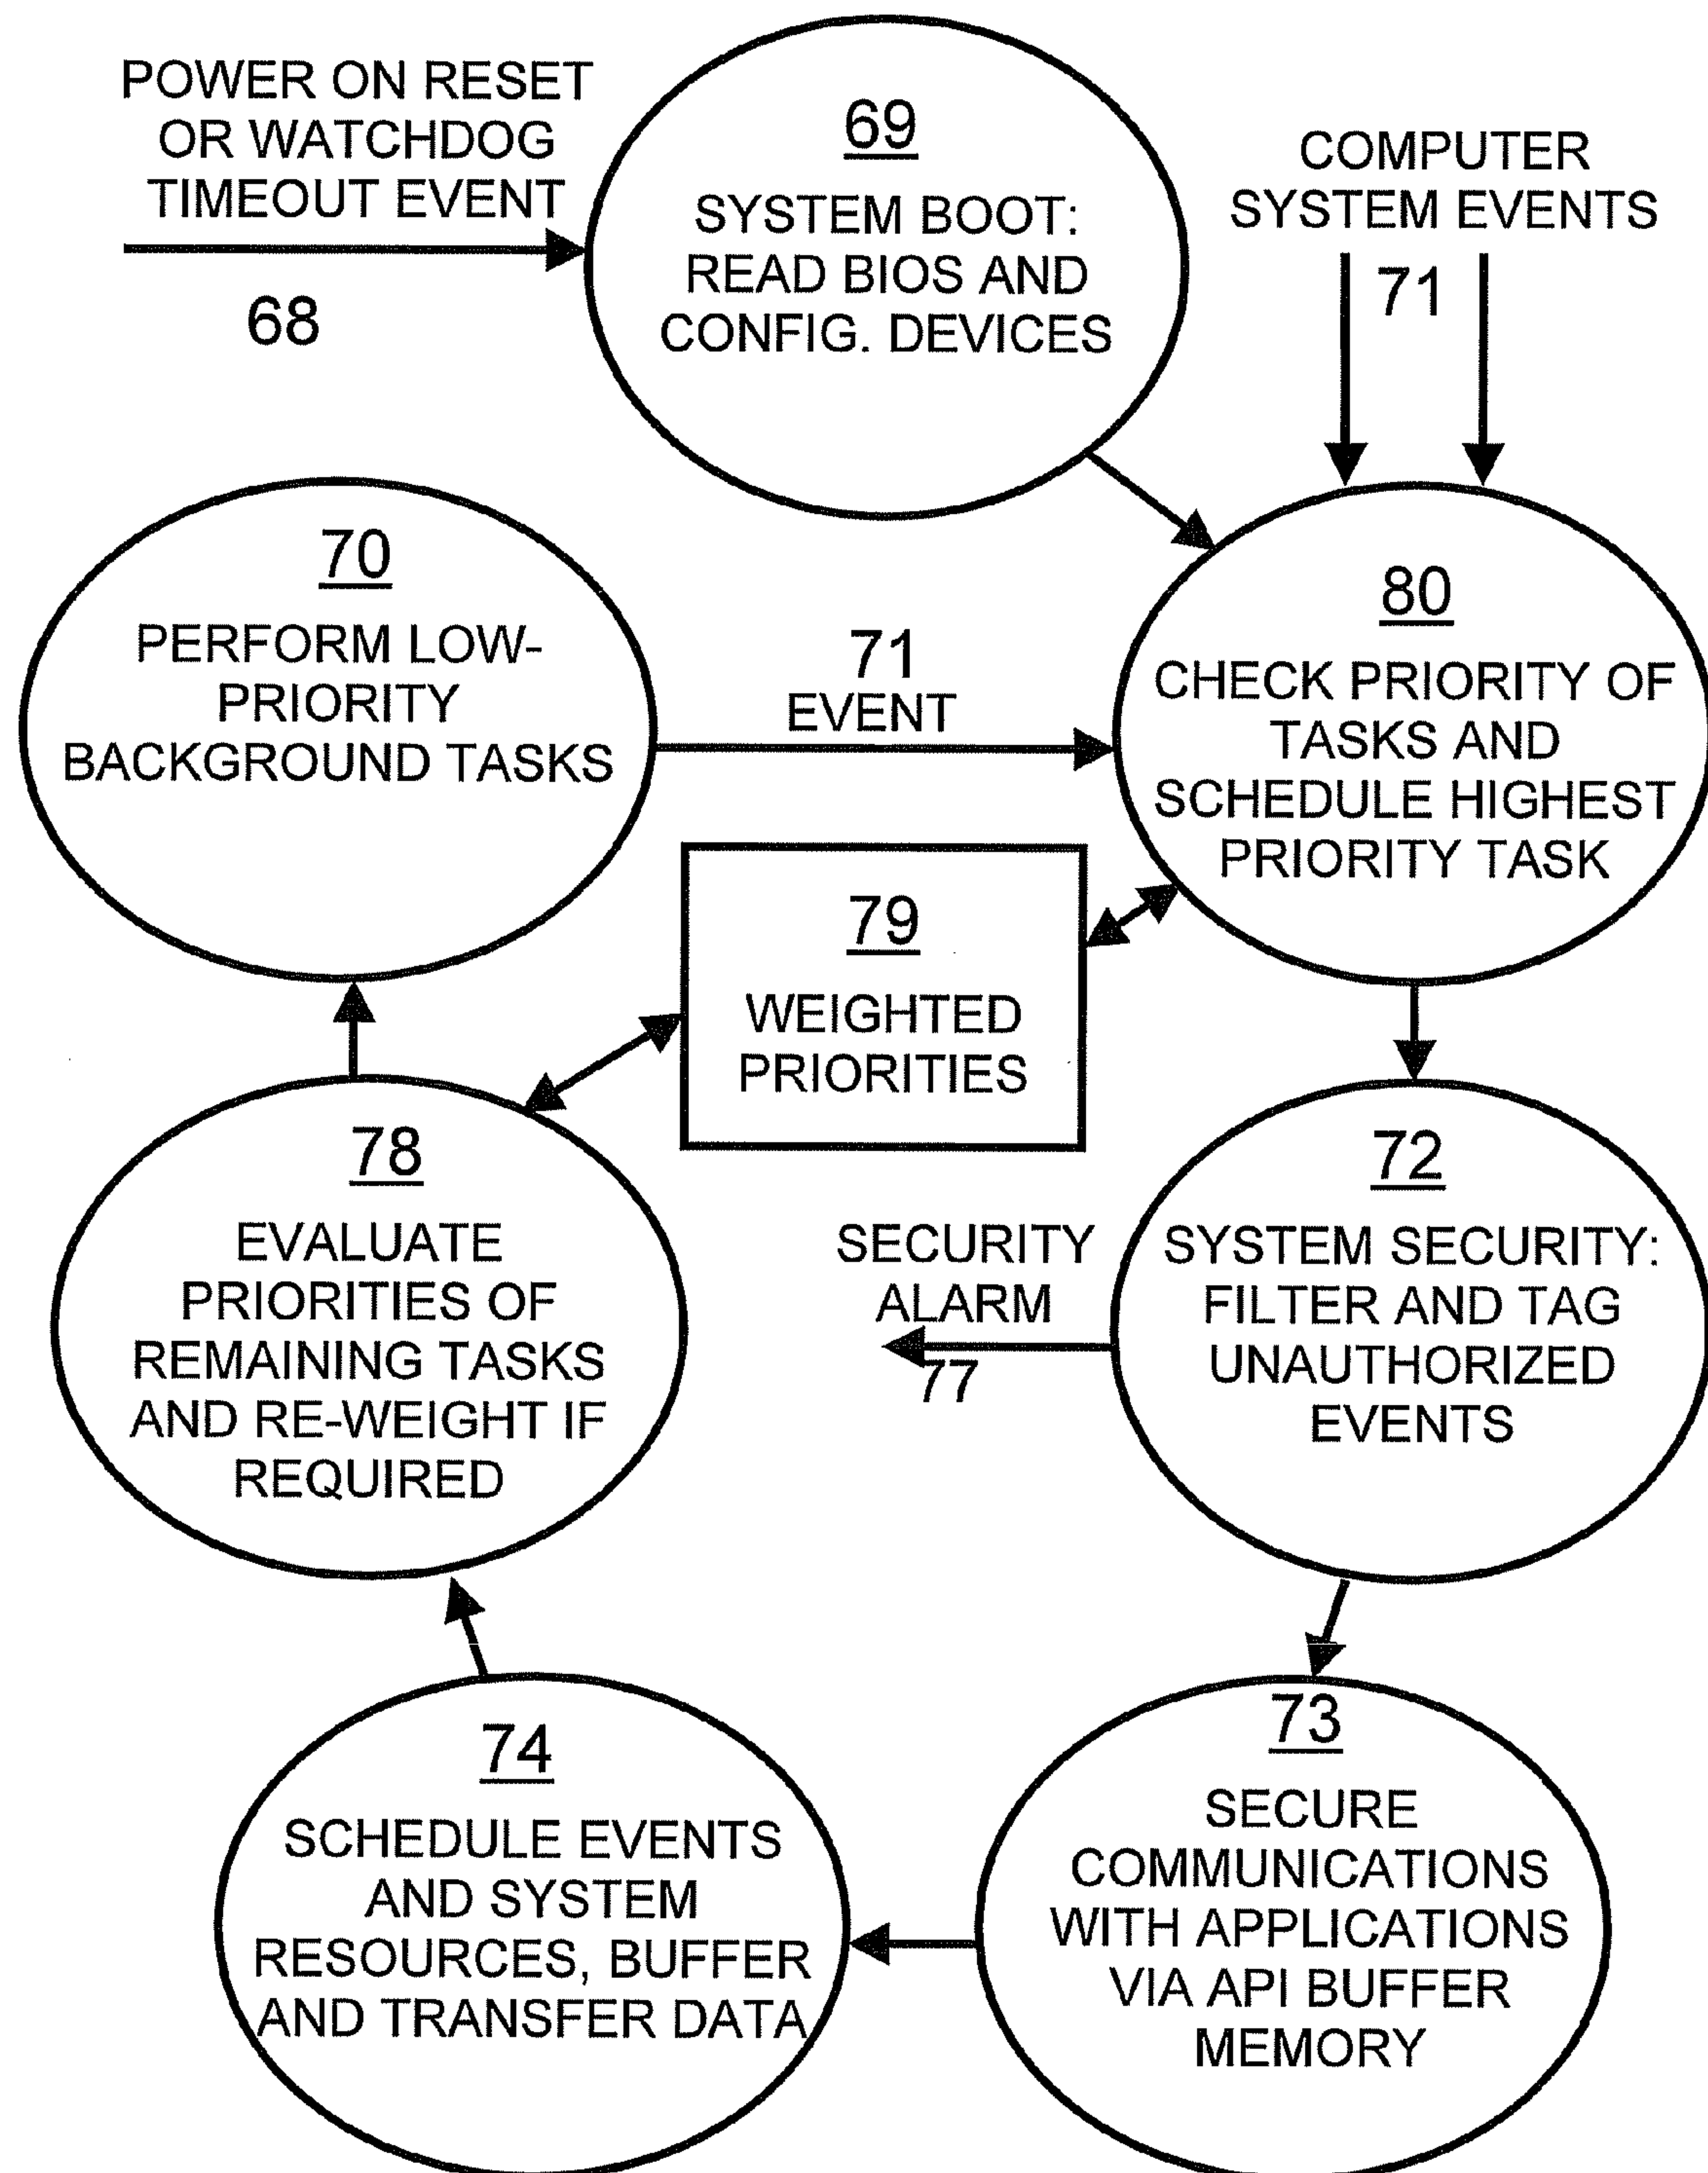 POWER ON RESET
OR WATCHDOG
TIMEOUT EVENT
68
69
SYSTEM BOOT:
READ BIOS AND
CONFIG. DEVICES
COMPUTER
SYSTEM EVENTS
71
70
PERFORM LOW-
PRIORITY
BACKGROUND TASKS
71
EVENT
80
CHECK PRIORITY OF
TASKS AND
SCHEDULE HIGHEST
PRIORITY TASK
79
WEIGHTED
PRIORITIES
78
EVALUATE
PRIORITIES OF
REMAINING TASKS
AND RE-WEIGHT IF
REQUIRED
SECURITY
ALARM
77
72
SYSTEM SECURITY:
FILTER AND TAG
UNAUTHORIZED
EVENTS
74
SCHEDULE EVENTS
AND SYSTEM
RESOURCES, BUFFER
AND TRANSFER DATA
73
SECURE
COMMUNICATIONS
WITH APPLICATIONS
VIA API BUFFER
MEMORY